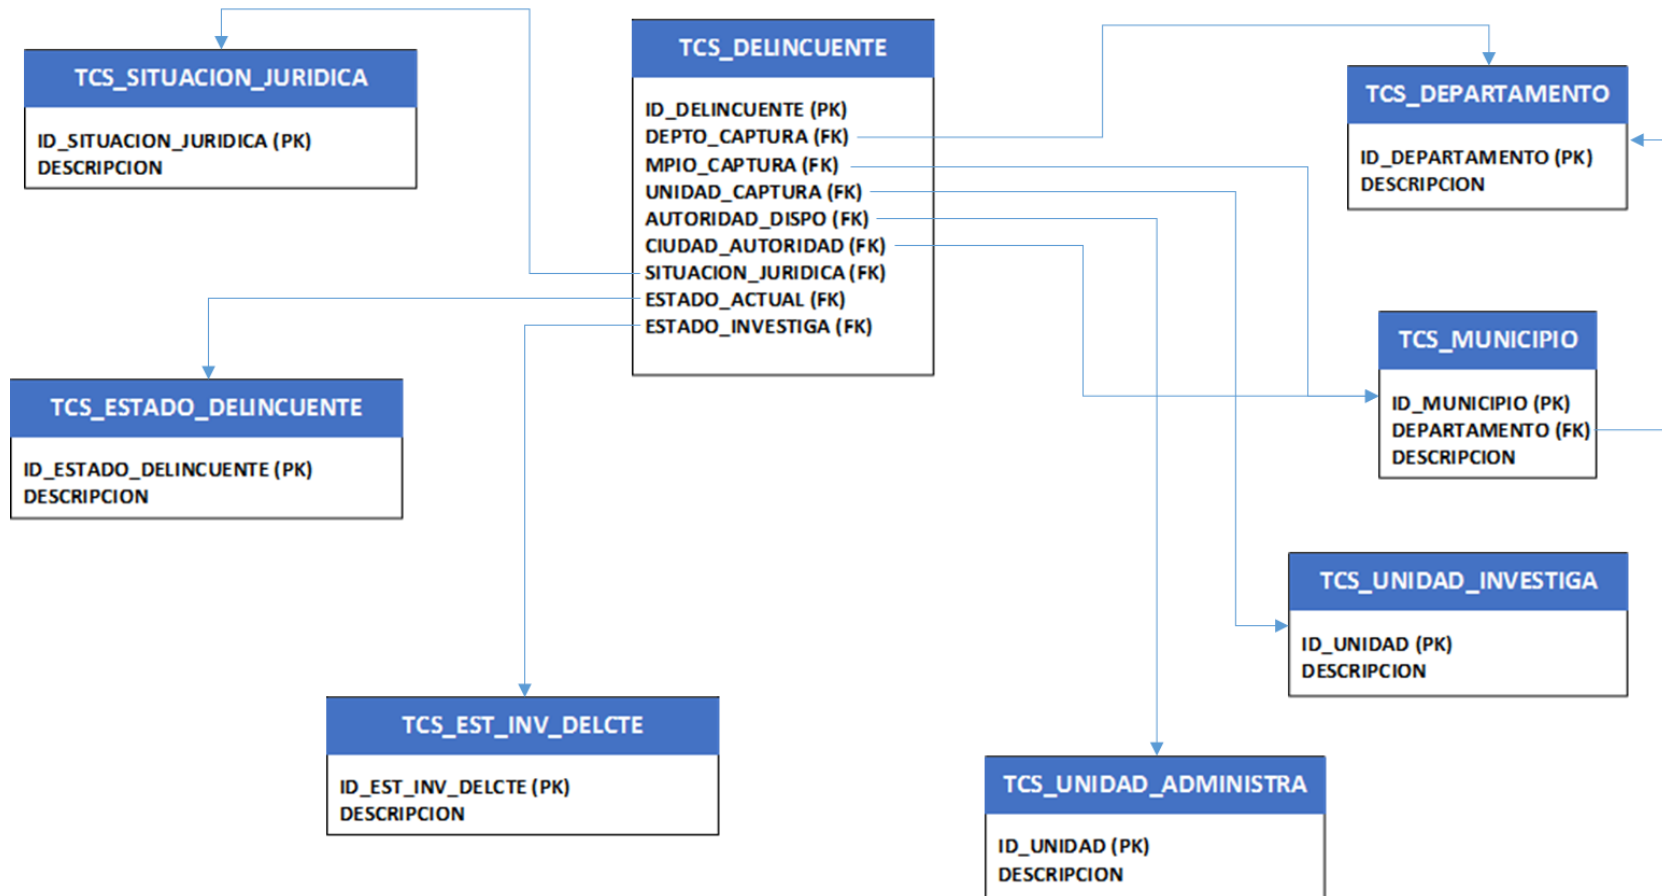 TCS_SITUACION_JURIDICA
ID_SITUACION_JURIDICA (PK)
DESCRIPCION
TCS_DELINCUENTE
ID_DELINCUENTE (PK)
DEPTO_CAPTURA (FK)
MPIO_CAPTURA (FK)
UNIDAD_CAPTURA (FK)
AUTORIDAD_DISPO (FK)
CIUDAD_AUTORIDAD (FK)
SITUACION_JURIDICA (FK)
ESTADO_ACTUAL (FK)
ESTADO_INVESTIGA (FK)
TCS_DEPARTAMENTO
ID_DEPARTAMENTO (PK)
DESCRIPCION
TCS_MUNICIPIO
ID_MUNICIPIO (PK)
DEPARTAMENTO (FK)
DESCRIPCION
TCS_ESTADO_DELINCUENTE
ID_ESTADO_DELINCUENTE (PK)
DESCRIPCION
TCS_UNIDAD_INVESTIGA
ID_UNIDAD (PK)
DESCRIPCION
TCS_EST_INV_DELCTE
ID_EST_INV_DELCTE (PK)
DESCRIPCION
TCS_UNIDAD_ADMINISTRA
ID_UNIDAD (PK)
DESCRIPCION